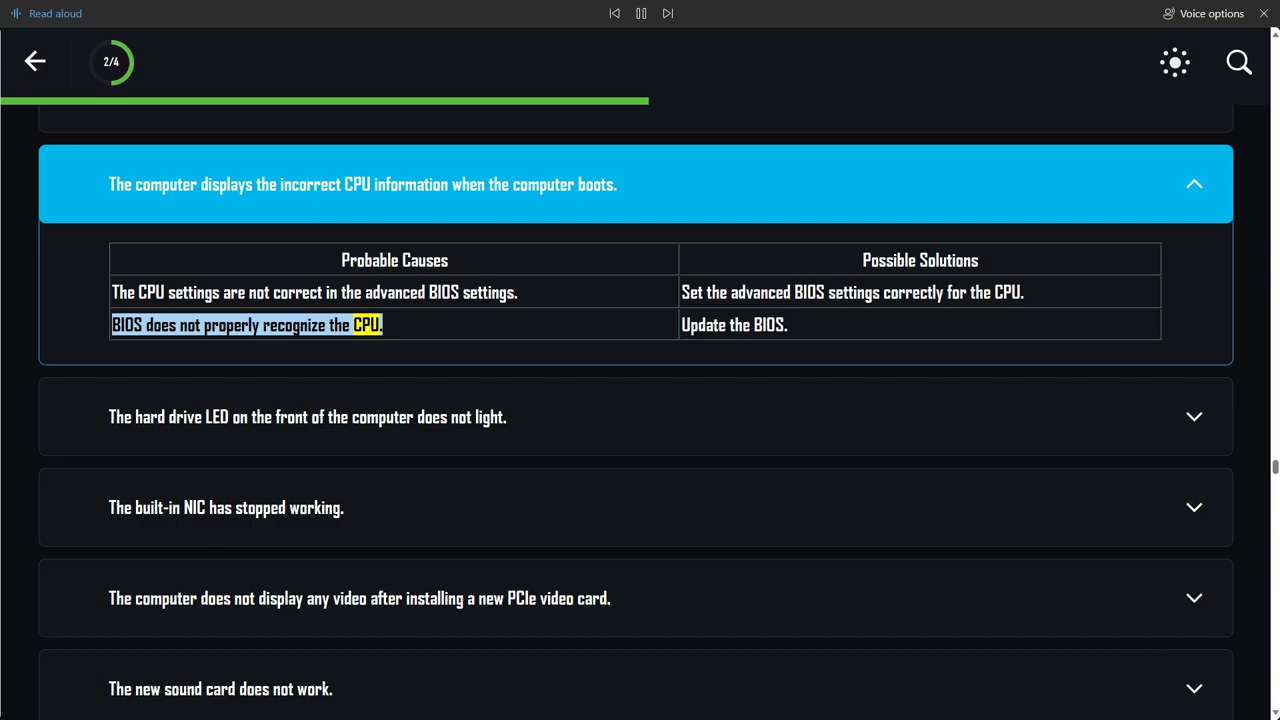 Read aloud
Voice options
2/4
The computer displays the incorrect CPU information when the computer boots.
Probable Causes
Possible Solutions
The CPU settings are not correct in the advanced BIOS settings.
Set the advanced BIOS settings correctly for the CPU.
BIOS does not properly recognize the CPU.
Update the BIOS.
The hard drive LED on the front of the computer does not light.
The built-in NIC has stopped working.
The computer does not display any video after installing a new PCIe video card.
The new sound card does not work.